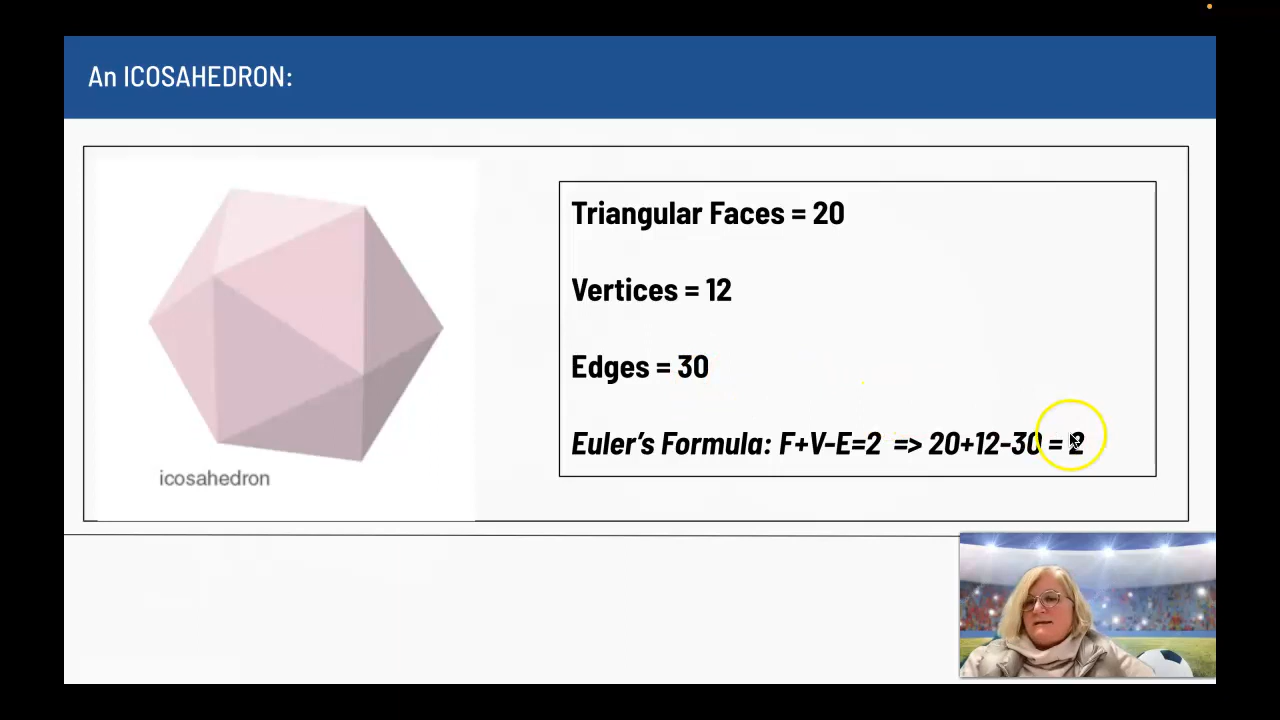 An ICOSAHEDRON:
Triangular Faces = 20
Vertices = 12
Edges = 30
Euler's Formula: F+V-E=2 => 20+12-30 = 2
icosahedron